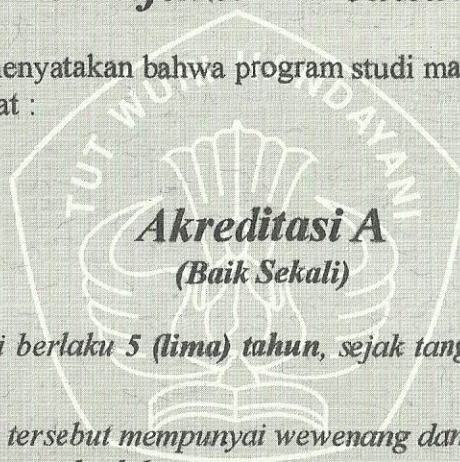 menyatakan bahwa program studi ma
at :
TUT WURI HANDAYANI
Akreditasi A
(Baik Sekali)
i berlaku 5 (lima) tahun, sejak tang
tersebut mempunyai wewenang dan